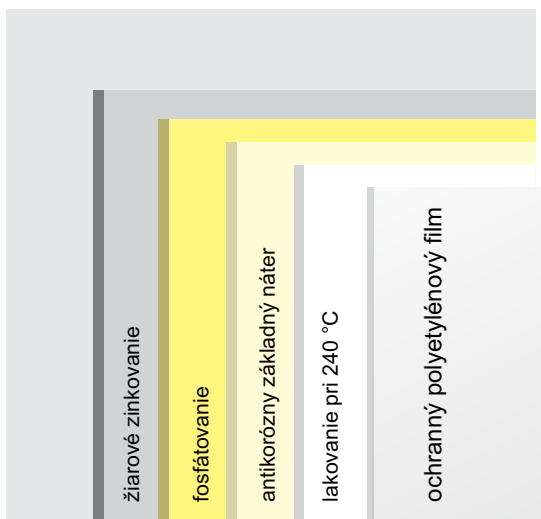 žiarové zinkovanie
fosfátovanie
antikorózny základný náter
lakovanie pri 240 °C
ochranný polyetylénový film